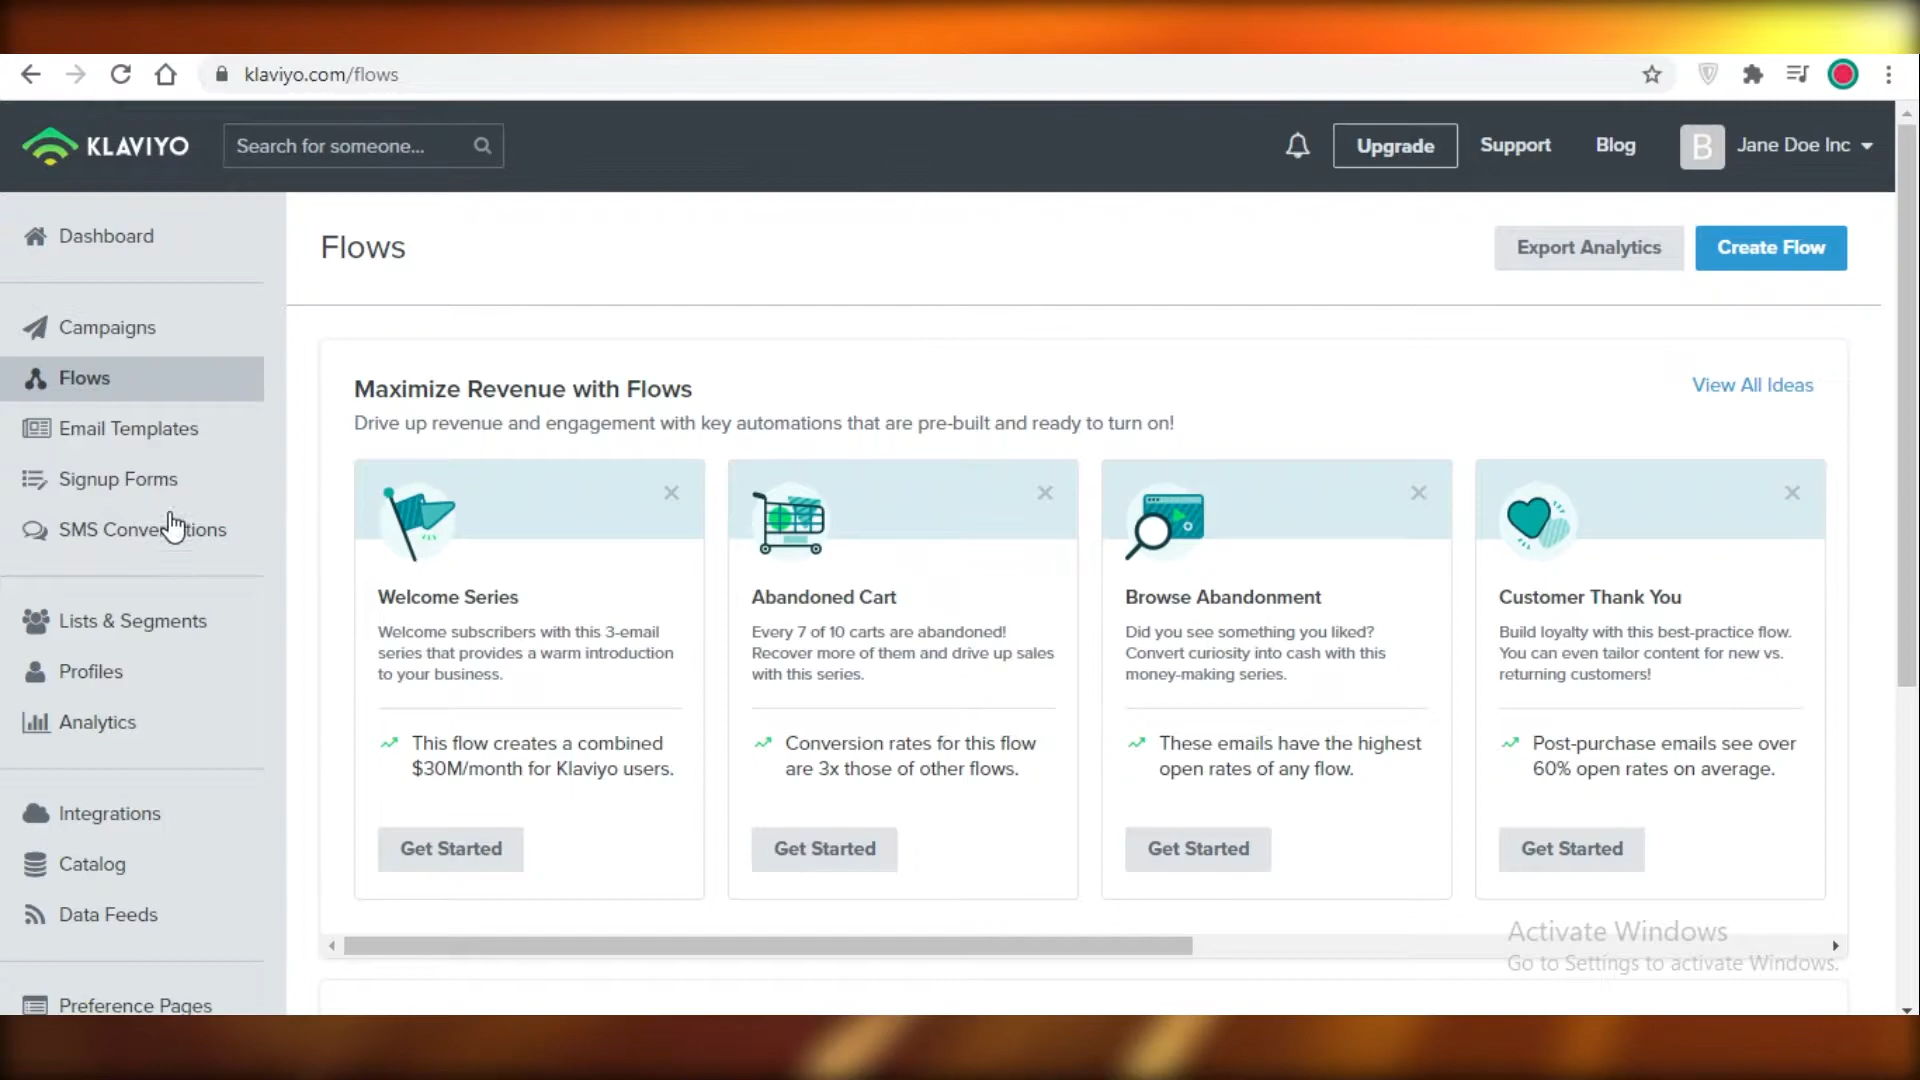 klaviyo.com/flows
KLAVIYO
Search for someone...
Upgrade
Support
Blog
B
Jane Doe Inc
Dashboard
Campaigns
Flows
Email Templates
Signup Forms
SMS Conve tions
Lists & Segments
Profiles
Analytics
Integrations
Catalog
Data Feeds
Preference Pages
Flows
Export Analytics
Create Flow
Maximize Revenue with Flows
View All Ideas
Drive up revenue and engagement with key automations that are pre-built and ready to turn on!
Welcome Series
Welcome subscribers with this 3-email
series that provides a warm introduction
to your business.
This flow creates a combined
$30M/month for Klaviyo users.
Get Started
Abandoned Cart
Every 7 of 10 carts are abandoned!
Recover more of them and drive up sales
with this series.
Conversion rates for this flow
are 3x those of other flows.
Get Started
Browse Abandonment
Did you see something you liked?
Convert curiosity into cash with this
money-making series.
These emails have the highest
open rates of any flow.
Get Started
Customer Thank You
Build loyalty with this best-practice flow.
You can even tailor content for new vs.
returning customers!
Post-purchase emails see over
60% open rates on average.
Get Started
Activate Windows
Go to Settings to activate Windows.